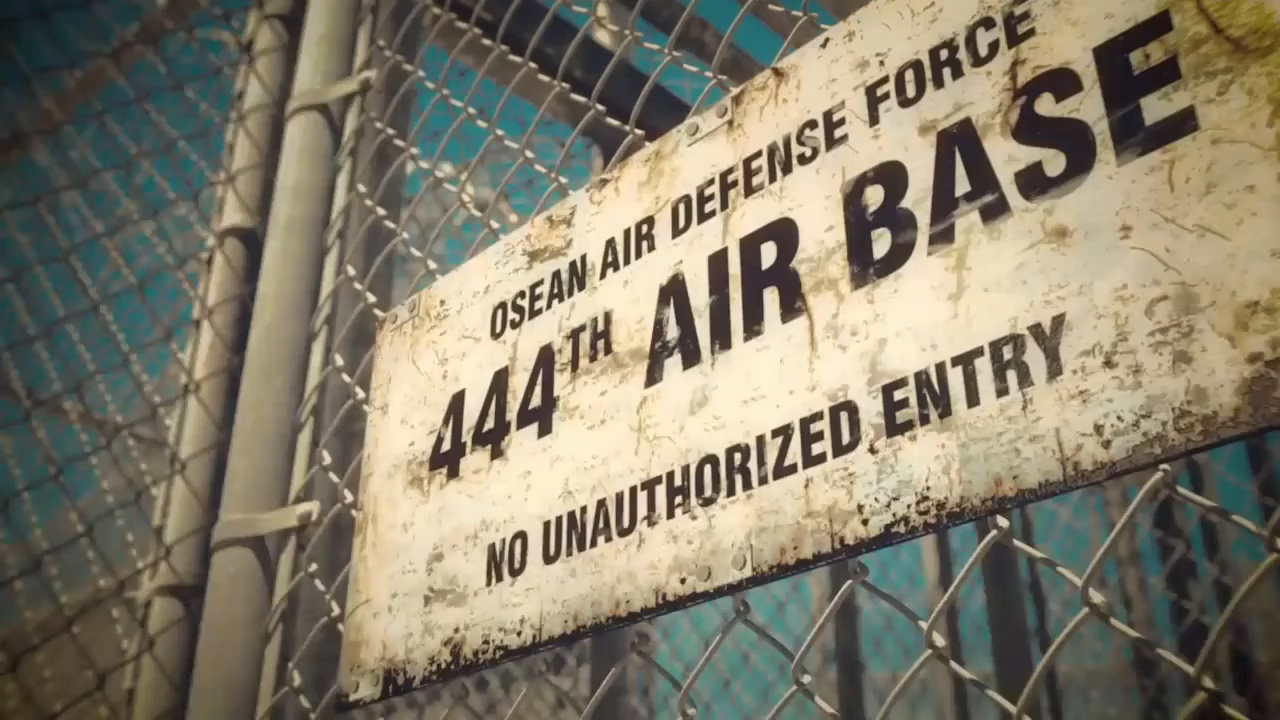 OSEAN AIR DEFENSE FORCE
444TH AIR BASE
NO UNAUTHORIZED ENTRY